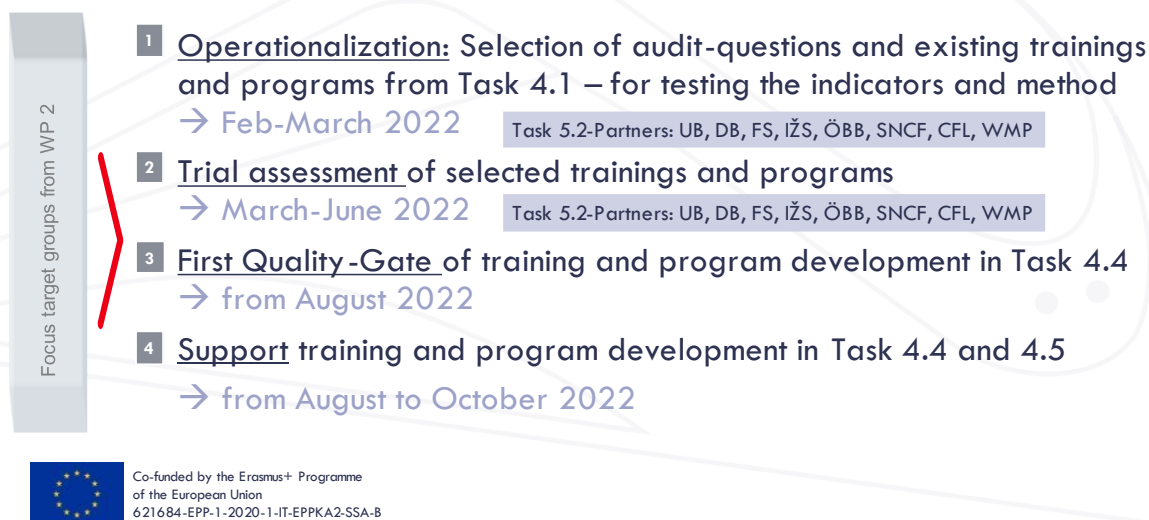 Focus target groups from WP 2
1 Operationalization: Selection of audit-questions and existing trainings
and programs from Task 4.1 – for testing the indicators and method
→ Feb-March 2022
Task 5.2-Partners: UB, DB, FS, IŽS, ÖBB, SNCF, CFL, WMP
2 Trial assessment of selected trainings and programs
→ March-June 2022
Task 5.2-Partners: UB, DB, FS, IŽS, ÖBB, SNCF, CFL, WMP
3 First Quality-Gate of training and program development in Task 4.4
→ from August 2022
4 Support training and program development in Task 4.4 and 4.5
→ from August to October 2022
Co-funded by the Erasmus+ Programme
of the European Union
621684-EPP-1-2020-1-IT-EPPKA2-SSA-B